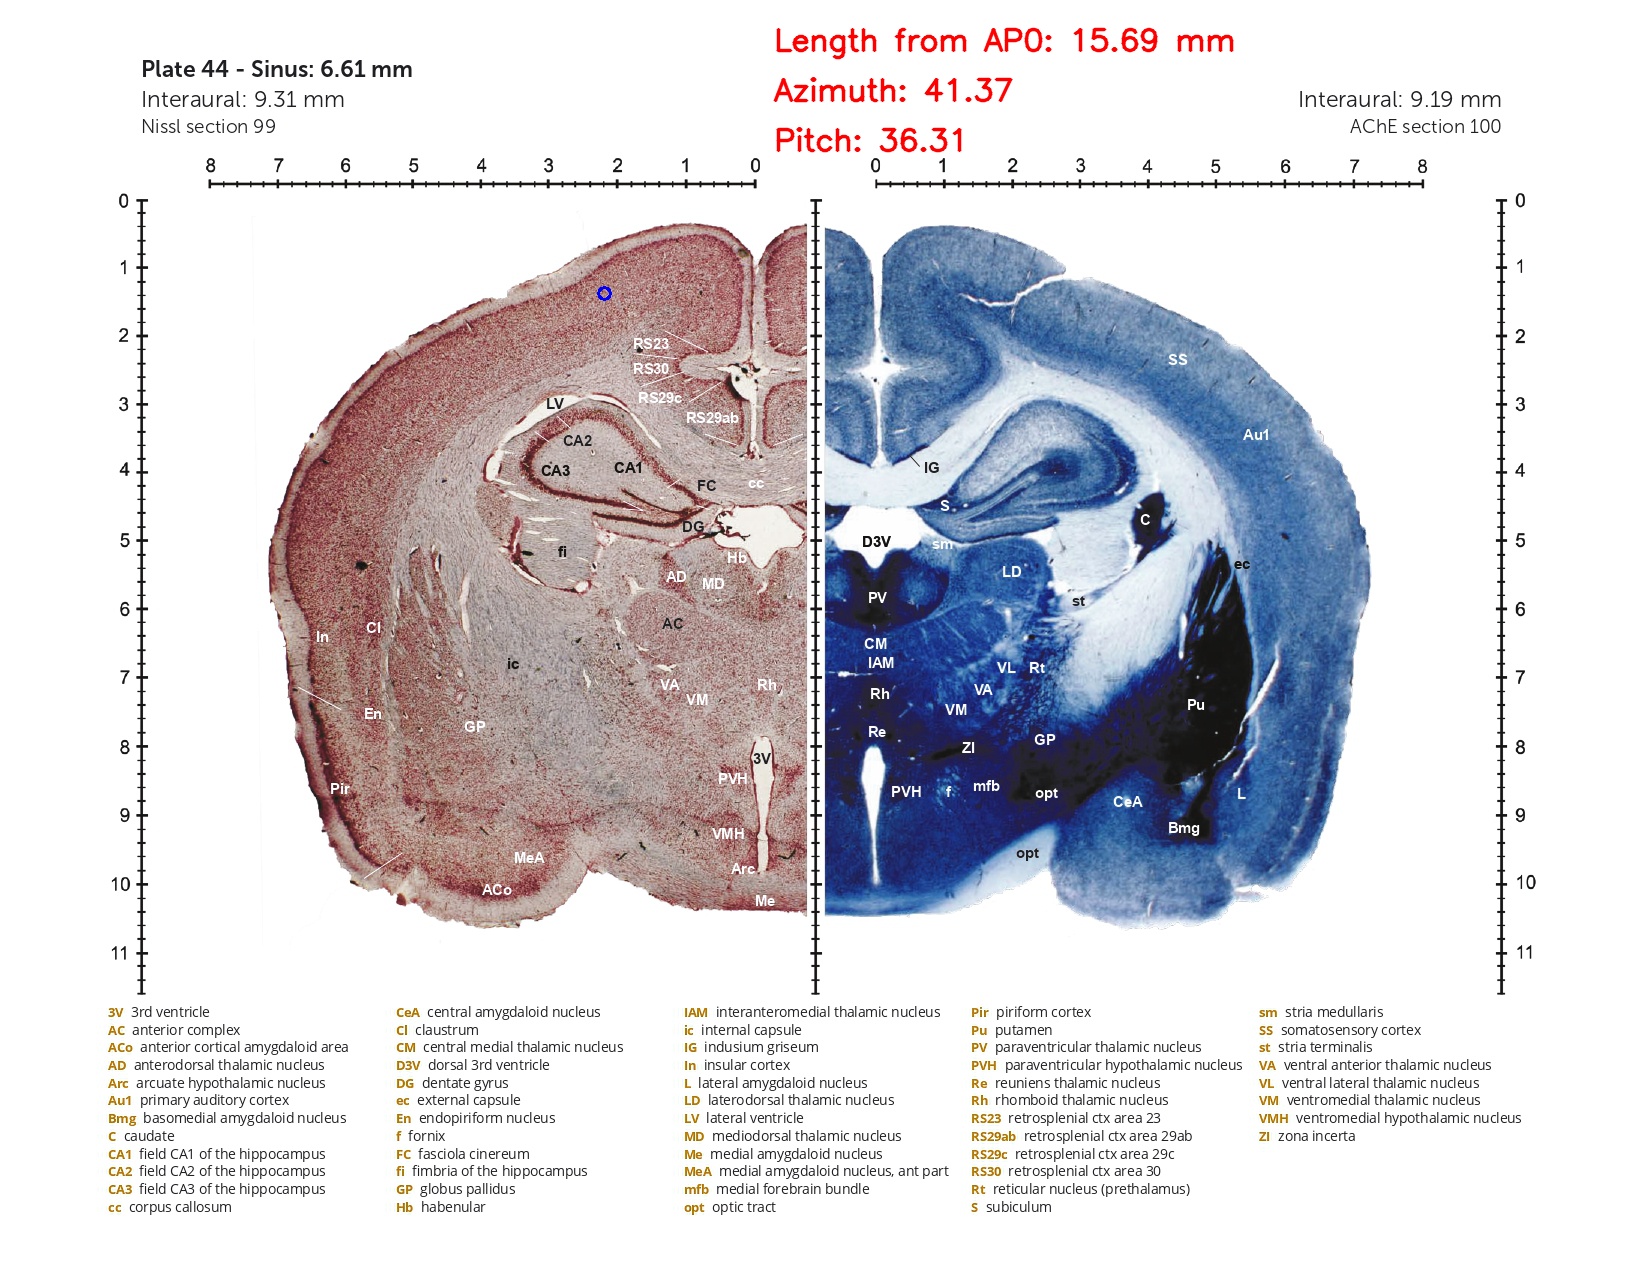 Length from AP0: 15.69 mm
Plate 44 - Sinus: 6.61 mm
Azimuth: 41.37
Interaural: 9.31 mm
Interaural: 9.19 mm
Nissl section 99
AChE section 100
Pitch: 36.31
8 7 6 5 4 3 2 1 0
0 1 2 3 4 5 6 7 8
0 0
1 1
2 2
RS23
SS
RS30
RS29c
3 LV 3
RS29ab
Au1
CA2
4 CA3 CA1 IG 4
FC cc
S C
DG
5 D3V sm 5
fi Hb ec
AD MD LD
PV st
6 AC 6
In Cl
CM
ic IAM
VL Rt
7 VA Rh VA 7
VM Rh
En Pu
VM
GP Re GP
8 3V ZI 8
PVH mfb
Pir PVH f opt L
CeA
9 VMH Bmg 9
MeA opt
Arc
10 ACo 10
Me
11 11
3V 3rd ventricle
AC anterior complex
ACo anterior cortical amygdaloid area
AD anterodorsal thalamic nucleus
Arc arcuate hypothalamic nucleus
Au1 primary auditory cortex
Bmg basomedial amygdaloid nucleus
C caudate
CA1 field CA1 of the hippocampus
CA2 field CA2 of the hippocampus
CA3 field CA3 of the hippocampus
cc corpus callosum
CeA central amygdaloid nucleus
Cl claustrum
CM central medial thalamic nucleus
D3V dorsal 3rd ventricle
DG dentate gyrus
ec external capsule
En endopiriform nucleus
f fornix
FC fasciola cinereum
fi fimbria of the hippocampus
GP globus pallidus
Hb habenular
IAM interanteromedial thalamic nucleus
ic internal capsule
IG indusium griseum
In insular cortex
L lateral amygdaloid nucleus
LD laterodorsal thalamic nucleus
LV lateral ventricle
MD mediodorsal thalamic nucleus
Me medial amygdaloid nucleus
MeA medial amygdaloid nucleus, ant part
mfb medial forebrain bundle
opt optic tract
Pir piriform cortex
Pu putamen
PV paraventricular thalamic nucleus
PVH paraventricular hypothalamic nucleus
Re reuniens thalamic nucleus
Rh rhomboid thalamic nucleus
RS23 retrosplenial ctx area 23
RS29ab retrosplenial ctx area 29ab
RS29c retrosplenial ctx area 29c
RS30 retrosplenial ctx area 30
Rt reticular nucleus (prethalamus)
S subiculum
sm stria medullaris
SS somatosensory cortex
st stria terminalis
VA ventral anterior thalamic nucleus
VL ventral lateral thalamic nucleus
VM ventromedial thalamic nucleus
VMH ventromedial hypothalamic nucleus
ZI zona incerta